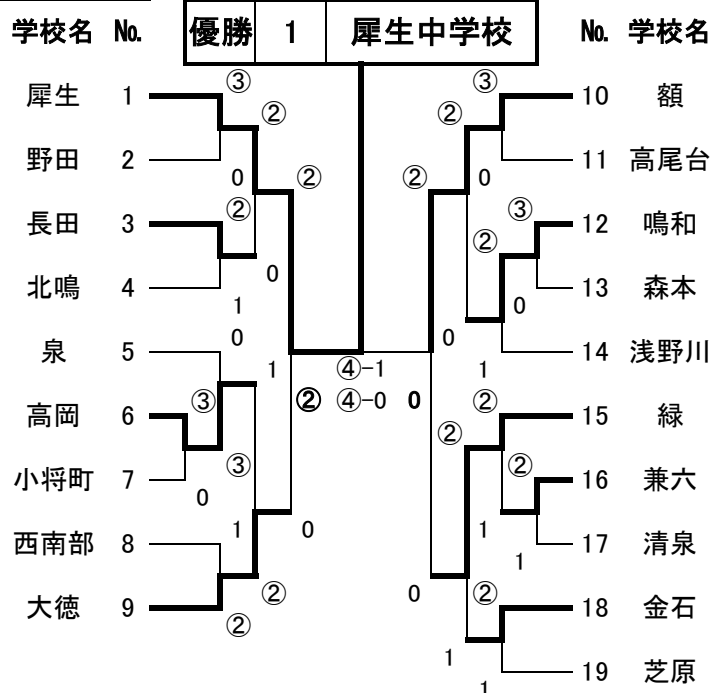 学校名 No. 優勝 1 犀生中学校 No. 学校名
犀生 1 ③ ③ 10 額
② ②
野田 2 0 ② ② 0 11 高尾台
長田 3 ② ③ 12 鳴和
②
北鳴 4 0 13 森本
1 0
泉 5 0 0 1 14 浅野川
1 ④-1
高岡 6 ③ ② ④-0 0 ② 15 緑
②
小将町 7 ③ ② 16 兼六
0
西南部 8 1 0 1 1 17 清泉
大徳 9 ② 0 ② 18 金石
②
1 19 芝原
1